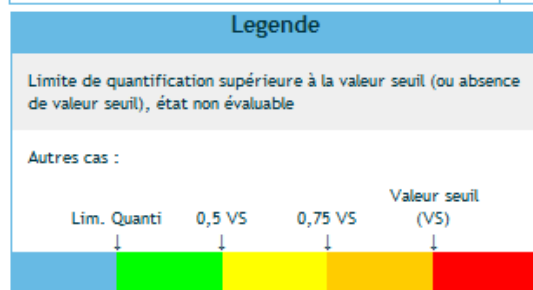 Legende
Limite de quantification supérieure à la valeur seuil (ou absence
de valeur seuil), état non évaluable
Autres cas :
Valeur seuil
Lim. Quanti 0,5 VS 0,75 VS (VS)